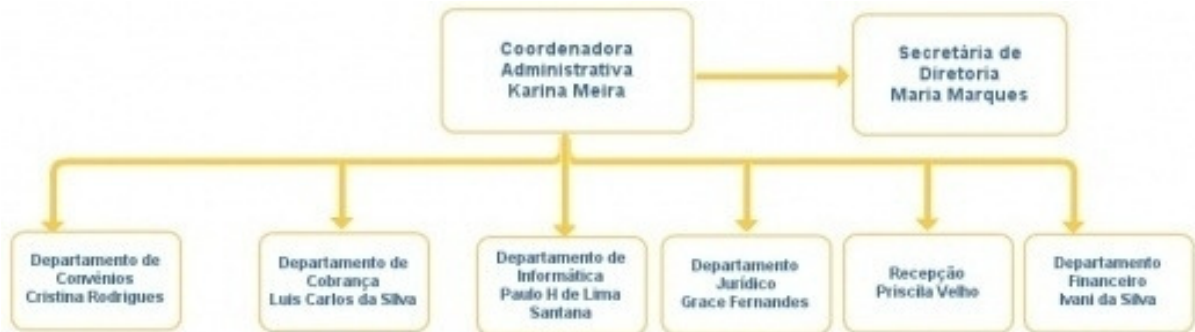 Coordenadora
Administrativa
Karina Meira
Secretária de
Diretoria
Maria Marques
Departamento de
Convênios
Cristina Rodrigues
Departamento de
Cobrança
Luis Carlos da Silva
Departamento de
Informática
Paulo H de Lima
Santana
Departamento
Jurídico
Grace Fernandes
Recepção
Priscila Velho
Departamento
Financeiro
Ivani da Silva